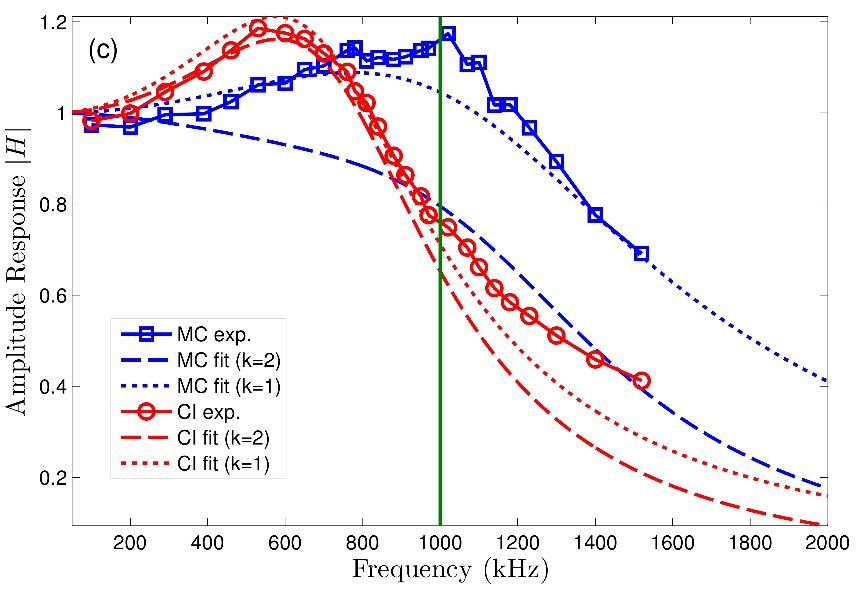 (c)
1.2
1
0.8
0.6
0.4
0.2
Amplitude Response |H|
MC exp.
MC fit (k=2)
MC fit (k=1)
CI exp.
CI fit (k=2)
CI fit (k=1)
200 400 600 800 1000 1200 1400 1600 1800 2000
Frequency (kHz)